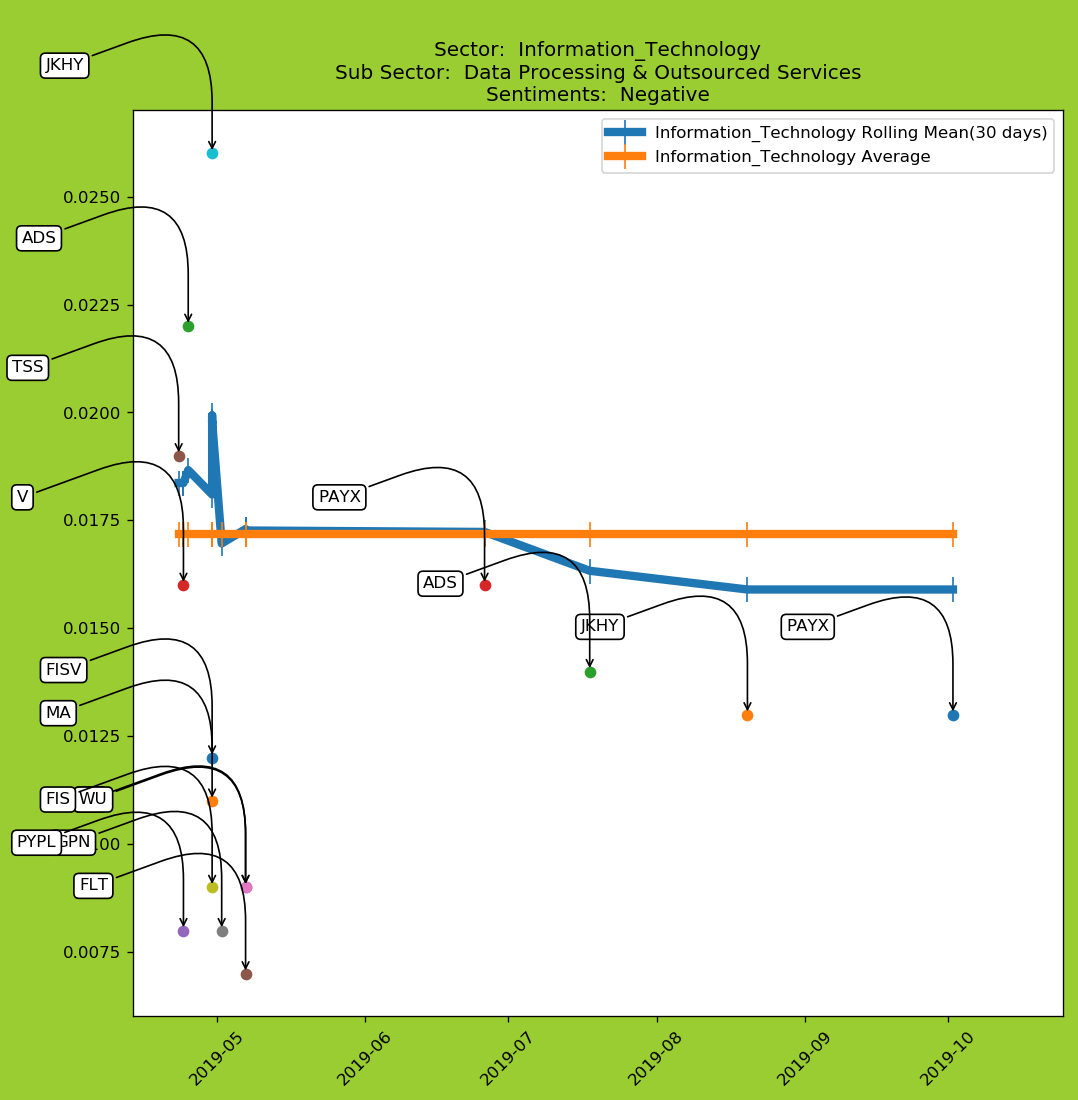 Sector:  Information_Technology
Sub Sector:  Data Processing & Outsourced Services
Sentiments:  Negative
Information_Technology Rolling Mean(30 days)
Information_Technology Average
JKHY
ADS
TSS
V
PAYX
ADS
JKHY
PAYX
FISV
MA
FIS
WU
PYPL
GPN
FLT
0.0250
0.0225
0.0200
0.0175
0.0150
0.0125
00
0.0075
2019-05
2019-06
2019-07
2019-08
2019-09
2019-10